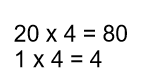 20 x 4 = 80
1 x 4 = 4